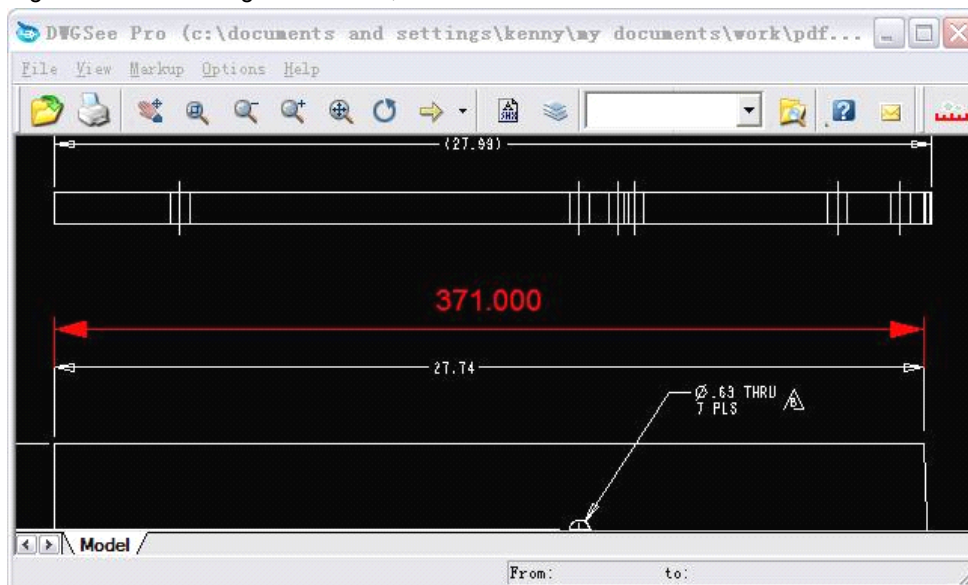 DWGSee Pro (c:\documents and settings\kenny\my documents\work\pdf...
File View Markup Options Help
(27.99)
371.000
27.74
Ø.63 THRU
7 PLS
B
Model
From: to: